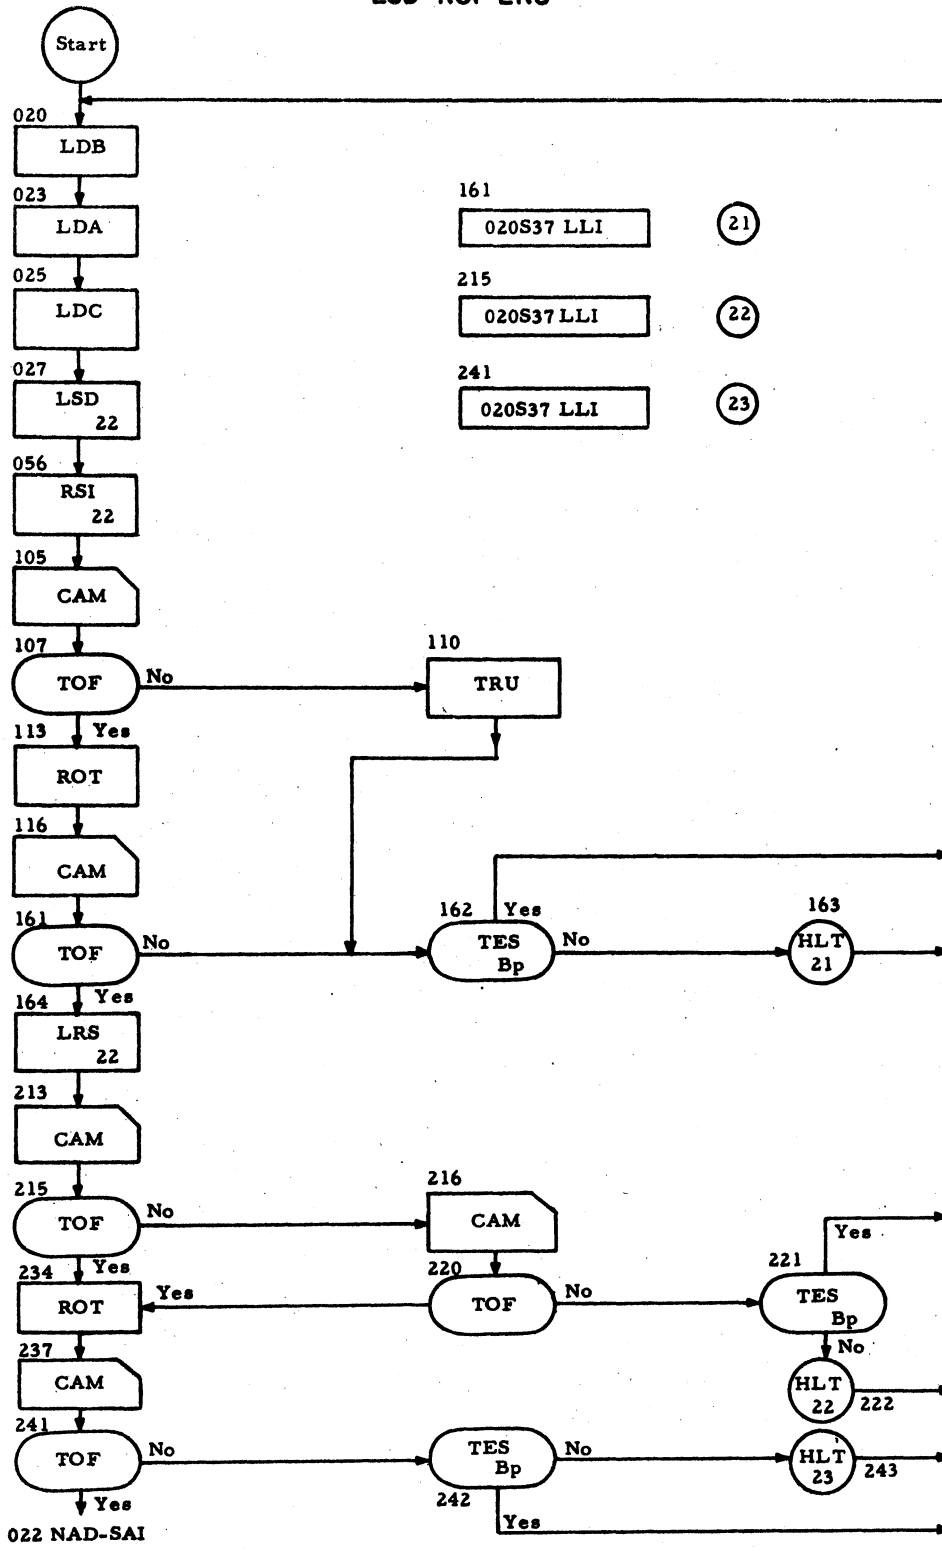 Start
020
LDB
023
LDA
161
020S37 LLI
21
025
LDC
215
020S37 LLI
22
027
LSD
22
241
020S37 LLI
23
056
RSI
22
105
CAM
107
TOF
No
110
TRU
Yes
113
ROT
116
CAM
161
TOF
No
162
Yes
TES
Bp
No
163
HLT
21
Yes
164
LRS
22
213
CAM
215
TOF
No
216
CAM
Yes
Yes
234
ROT
Yes
220
TOF
No
221
TES
Bp
No
237
CAM
HLT
22
222
241
TOF
No
TES
Bp
242
No
HLT
23
243
Yes
Yes
022 NAD-SAI